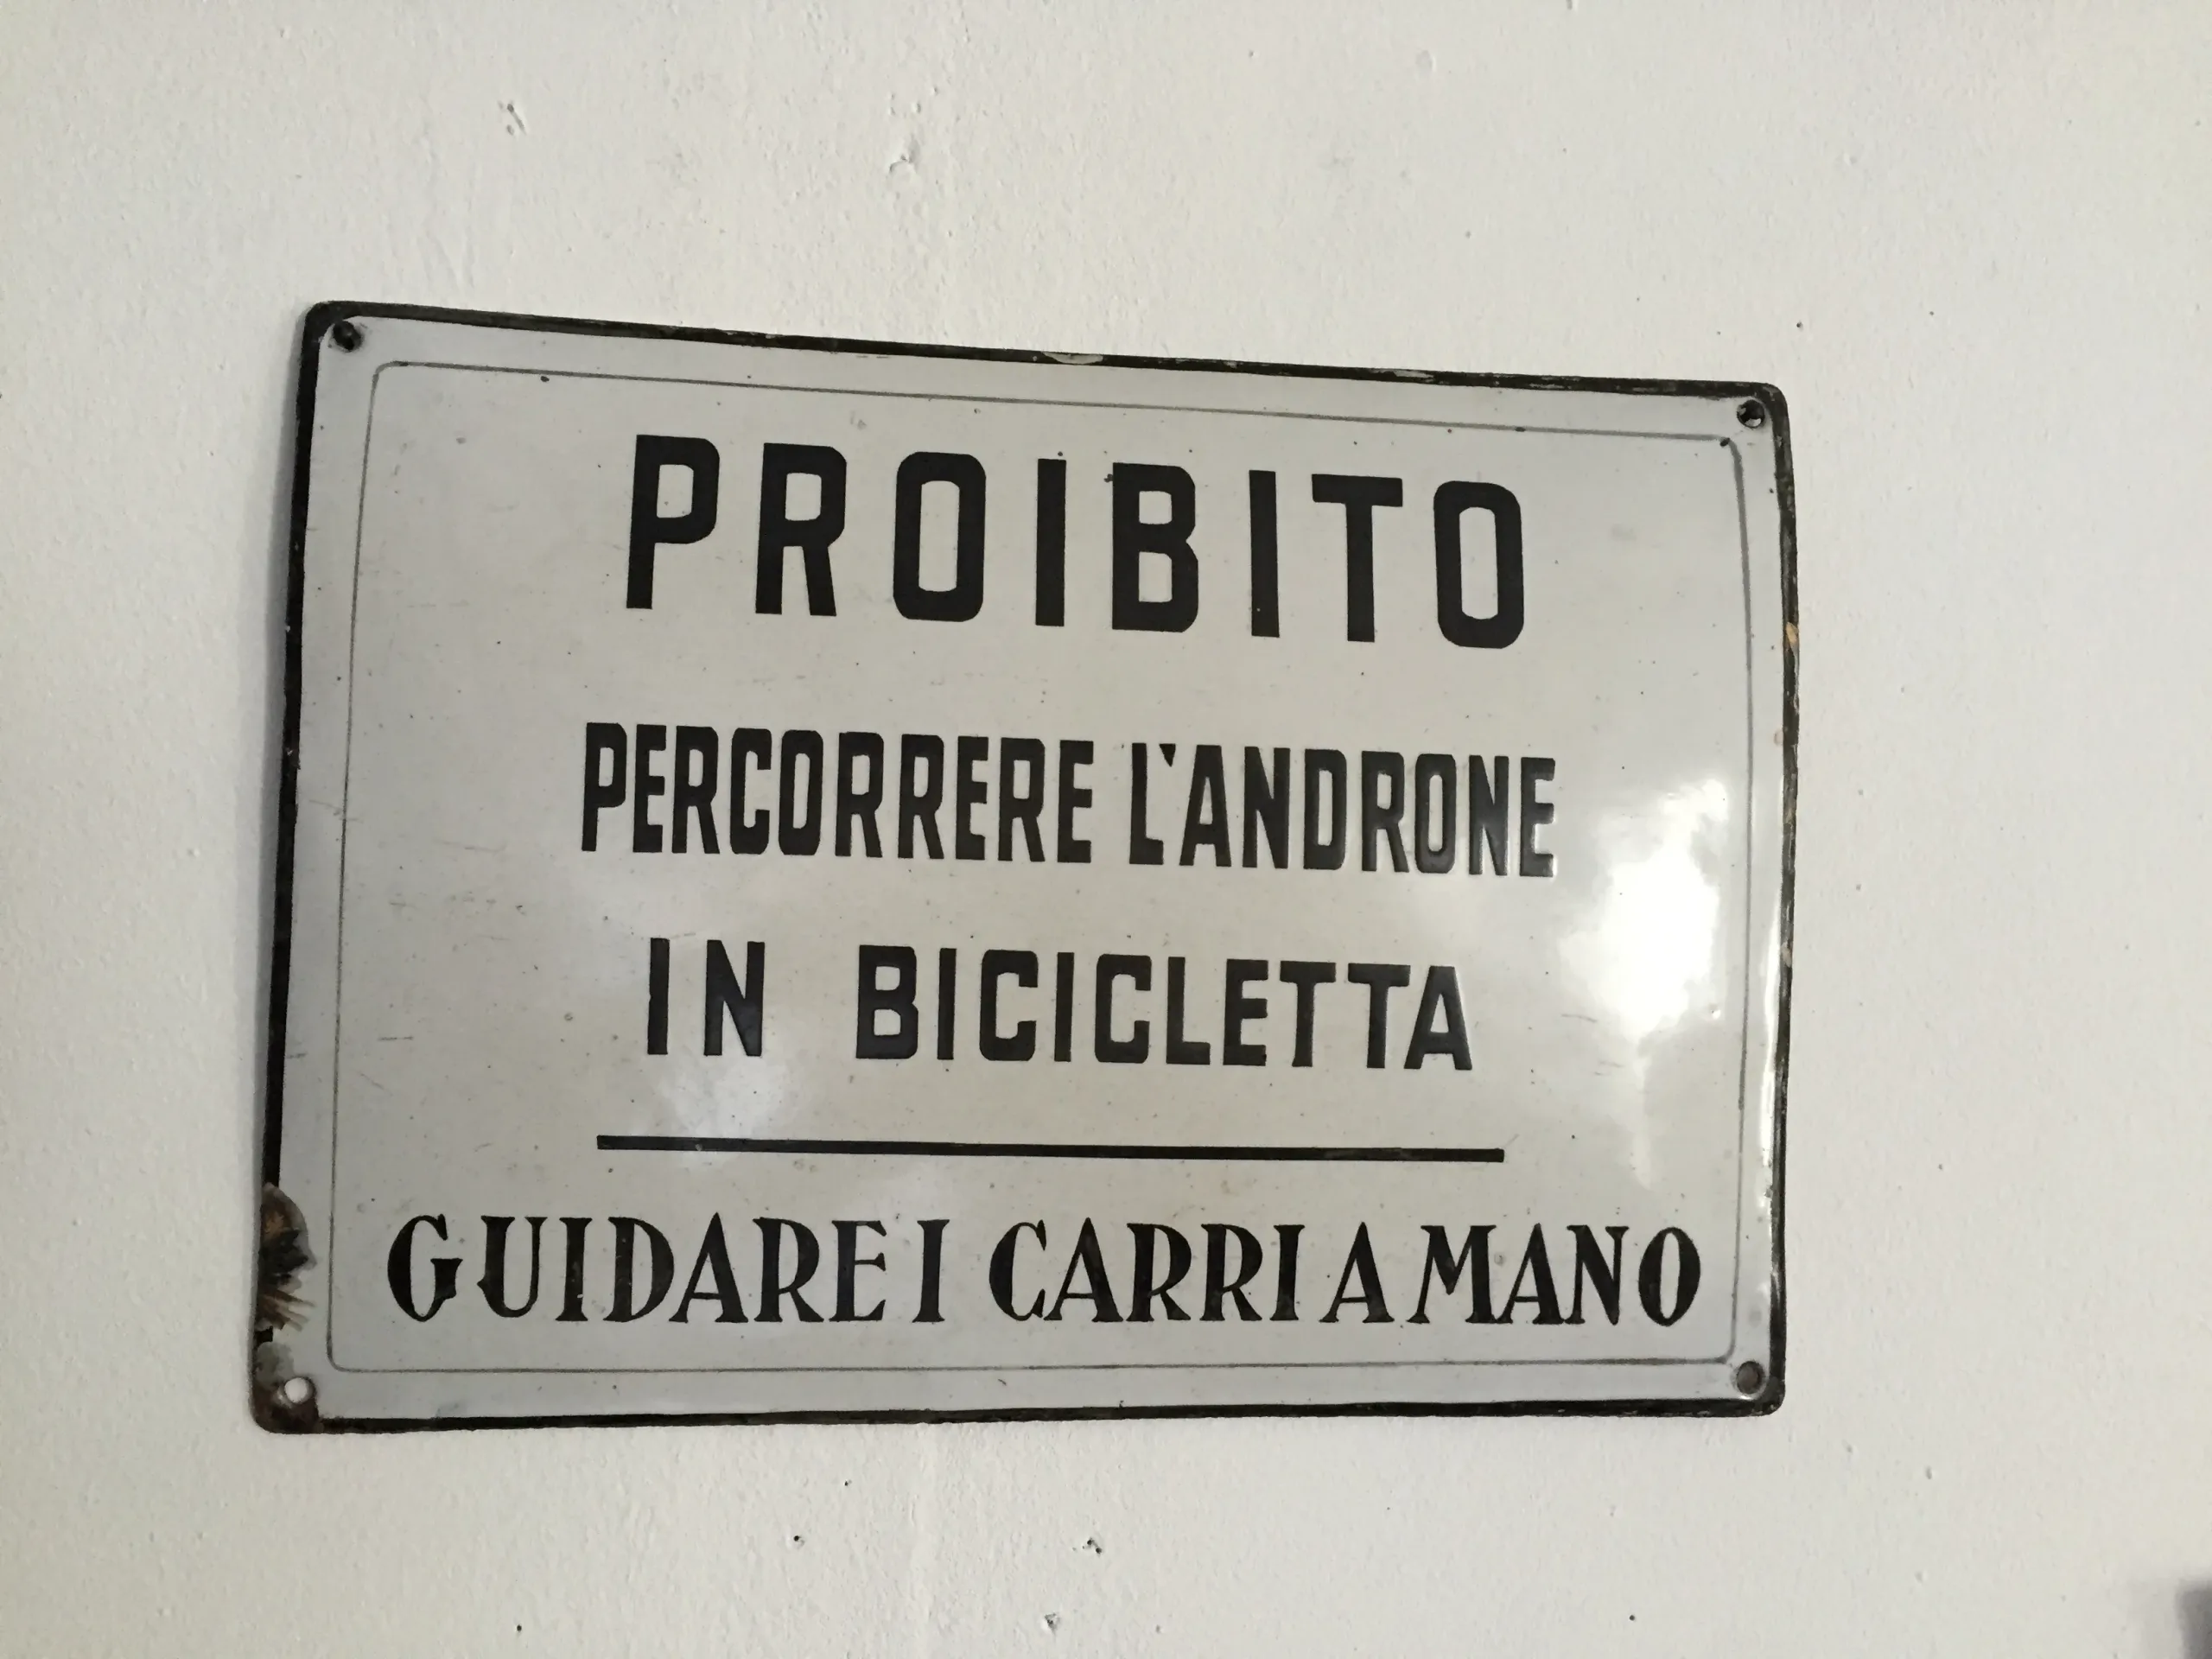 PROIBITO
PERCORRERE L'ANDRONE
IN BICICLETTA
GUIDARE I CARRI A MANO